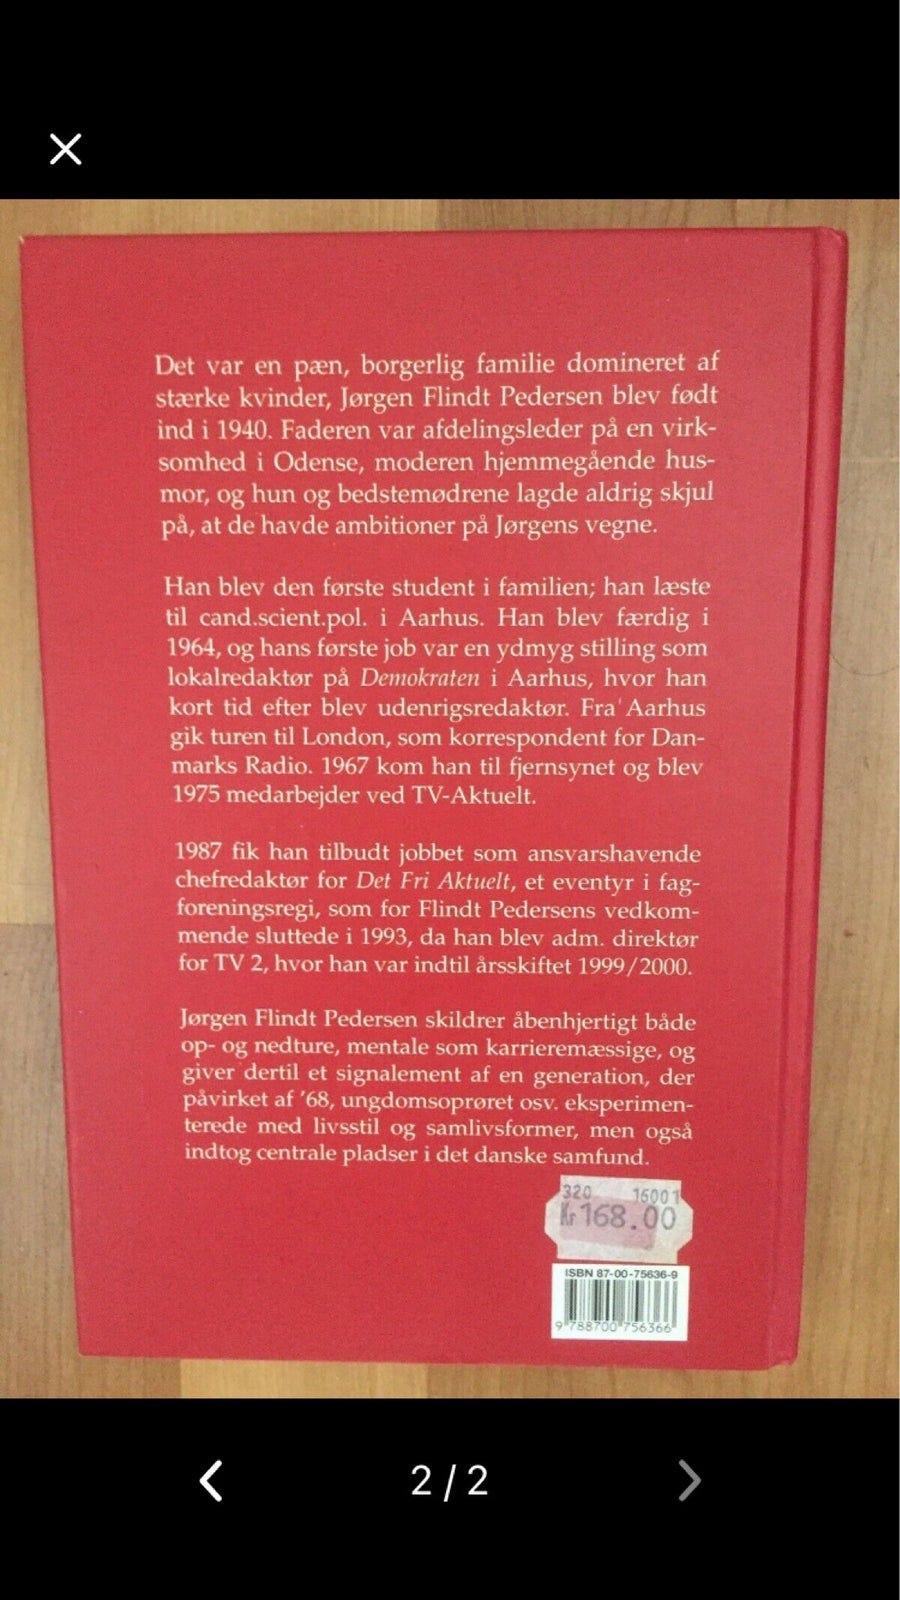 Det var en pæn, borgerlig familie domineret af
stærke kvinder, Jørgen Flindt Pedersen blev født
ind i 1940. Faderen var afdelingsleder på en virk-
somhed i Odense, moderen hjemmegående hus-
mor, og hun og bedstemødrene lagde aldrig skjul
på, at de havde ambitioner på Jørgens vegne.
Han blev den første student i familien; han læste
til cand.scient.pol. i Aarhus. Han blev færdig i
1964, og hans første job var en ydmyg stilling som
lokalredaktør på Demokraten i Aarhus, hvor han
kort tid efter blev udenrigsredaktør. Fra Aarhus
gik turen til London, som korrespondent for Dan-
marks Radio. 1967 kom han til fjernsynet og blev
1975 medarbejder ved TV-Aktuelt.
1987 fik han tilbudt jobbet som ansvarshavende
chefredaktør for Det Fri Aktuelt, et eventyr i fag-
foreningsregi, som for Flindt Pedersens vedkom-
mende sluttede i 1993, da han blev adm. direktør
for TV 2, hvor han var indtil årsskiftet 1999/2000.
Jørgen Flindt Pedersen skildrer åbenhjertigt både
op- og nedture, mentale som karrieremæssige, og
giver dertil et signalement af en generation, der
påvirket af '68, ungdomsoprøret osv. eksperimen-
terede med livsstil og samlivsformer, men også
indtog centrale pladser i det danske samfund.
320 16001
Kr 168.00
ISBN 87-00-75636-9
9 788700 756366
2 / 2